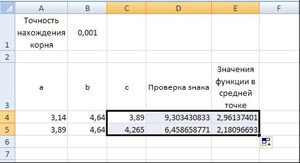 A B C D E F
Точность
нахождения
корня 0,001
1
2
Значения
функции в
средней
точке
a b c Проверка знака
3
4 3,14 4,64 3,89 9,303430833 2,96137401
5 3,89 4,64 4,265 6,458658771 2,18096693
6